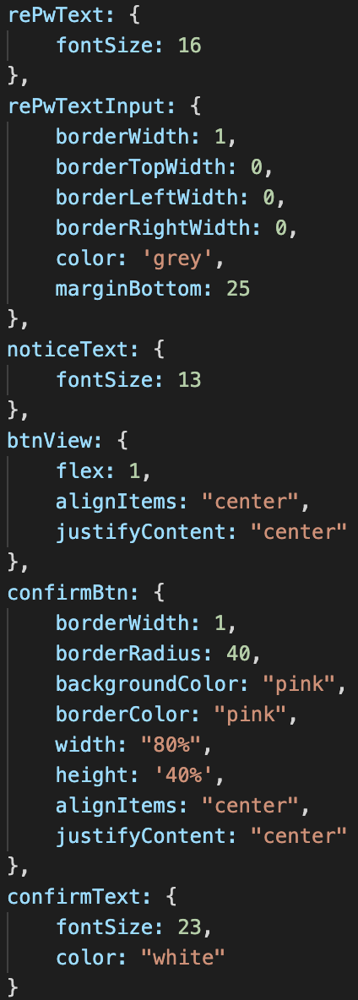 rePwText: {
    fontSize: 16
},
rePwTextInput: {
    borderWidth: 1,
    borderTopWidth: 0,
    borderLeftWidth: 0,
    borderRightWidth: 0,
    color: 'grey',
    marginBottom: 25
},
noticeText: {
    fontSize: 13
},
btnView: {
    flex: 1,
    alignItems: "center",
    justifyContent: "center"
},
confirmBtn: {
    borderWidth: 1,
    borderRadius: 40,
    backgroundColor: "pink",
    borderColor: "pink",
    width: "80%",
    height: '40%',
    alignItems: "center",
    justifyContent: "center"
},
confirmText: {
    fontSize: 23,
    color: "white"
}